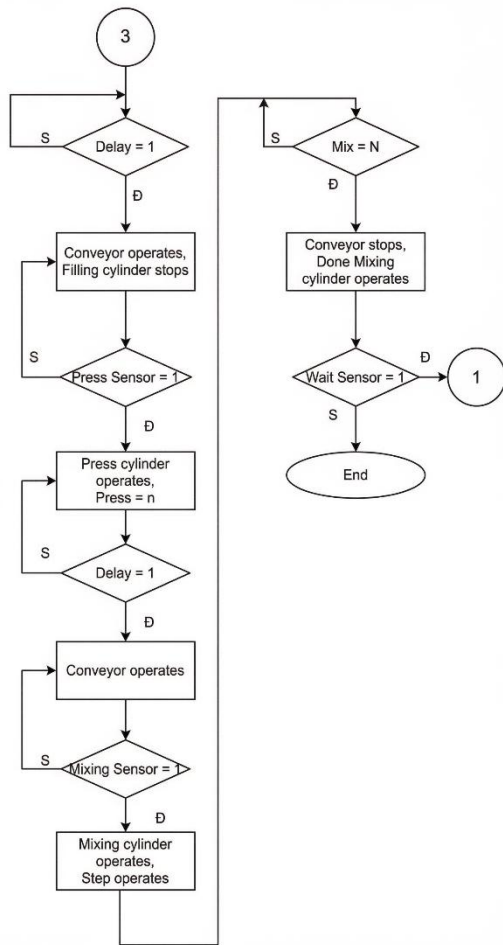 3
S
Delay = 1
Đ
Conveyor operates,
Filling cylinder stops
S
Press Sensor = 1
Đ
Press cylinder
operates,
Press = n
S
Delay = 1
Đ
Conveyor operates
S
Mixing Sensor = 1
Đ
Mixing cylinder
operates,
Step operates
S
Mix = N
Đ
Conveyor stops,
Done Mixing
cylinder operates
Wait Sensor = 1
Đ
1
S
End